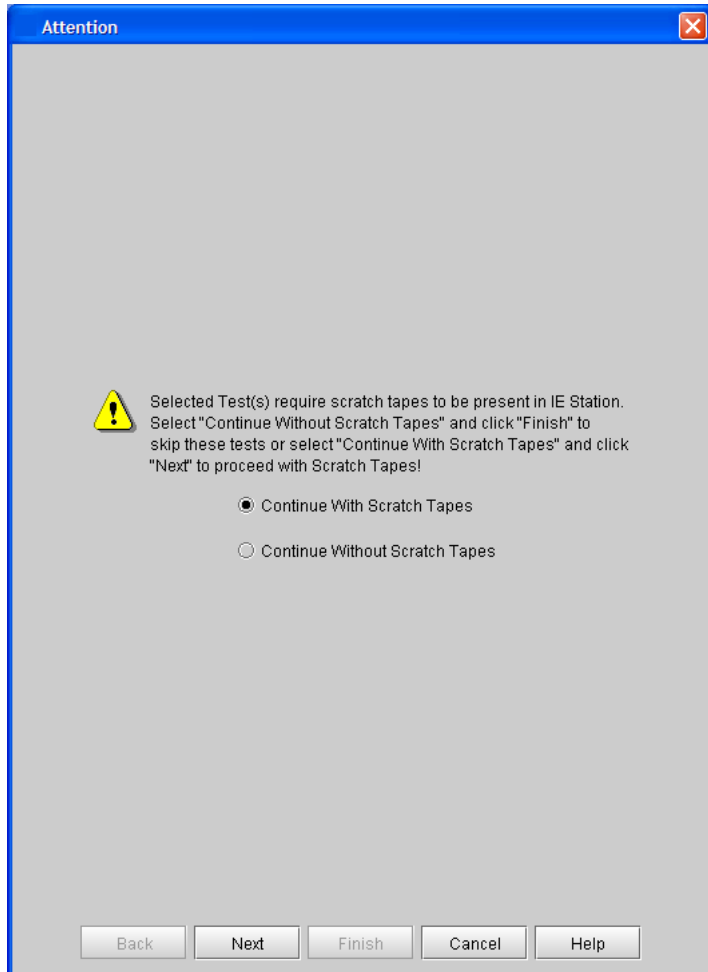 Attention
Selected Test(s) require scratch tapes to be present in IE Station.
Select "Continue Without Scratch Tapes" and click "Finish" to
skip these tests or select "Continue With Scratch Tapes" and click
"Next" to proceed with Scratch Tapes!
Continue With Scratch Tapes
Continue Without Scratch Tapes
Back Next Finish Cancel Help